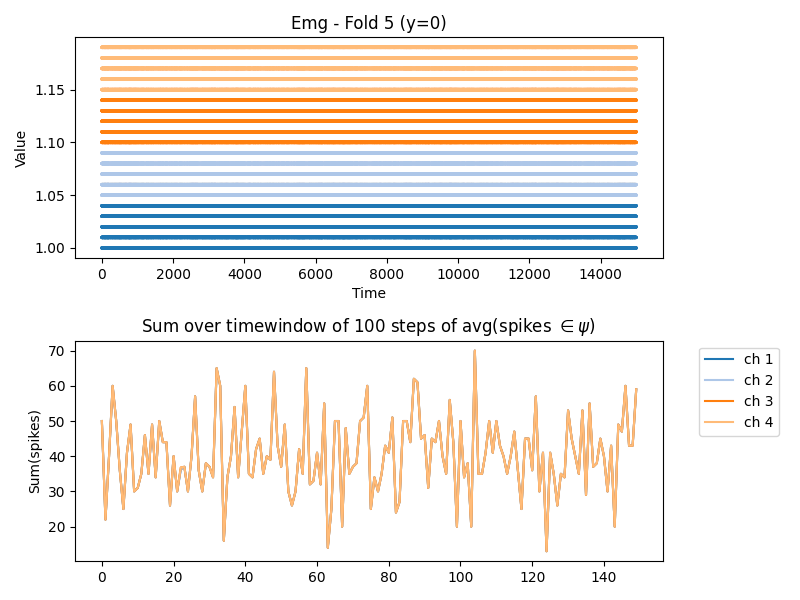 Emg - Fold 5 (y=0)
Value
1.15
1.10
1.05
1.00
0 2000 4000 6000 8000 10000 12000 14000
Time
Sum over timewindow of 100 steps of avg(spikes ∈ψ)
Sum(spikes)
70
60
50
40
30
20
0 20 40 60 80 100 120 140
ch 1
ch 2
ch 3
ch 4